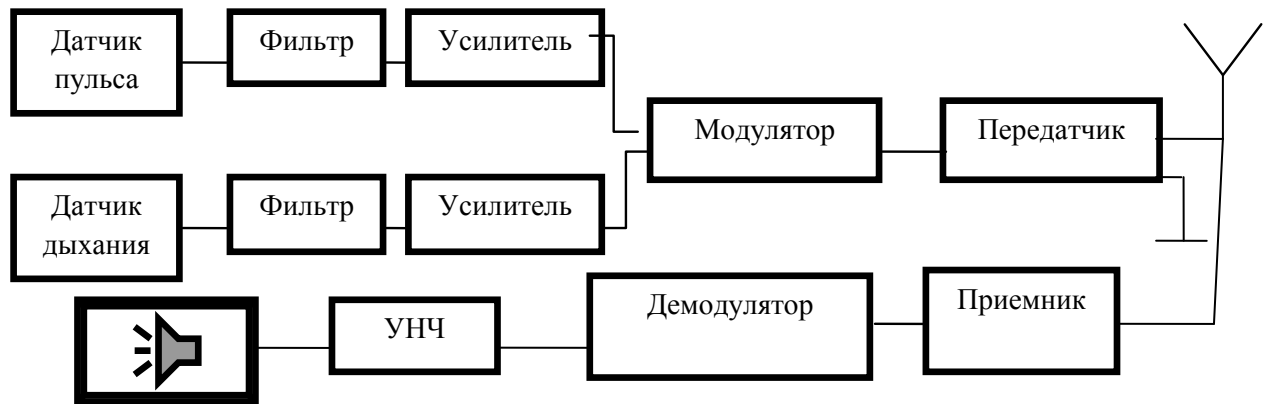 Датчик
пульса
Фильтр
Усилитель
Модулятор
Передатчик
Датчик
дыхания
Фильтр
Усилитель
УНЧ
Демодулятор
Приемник